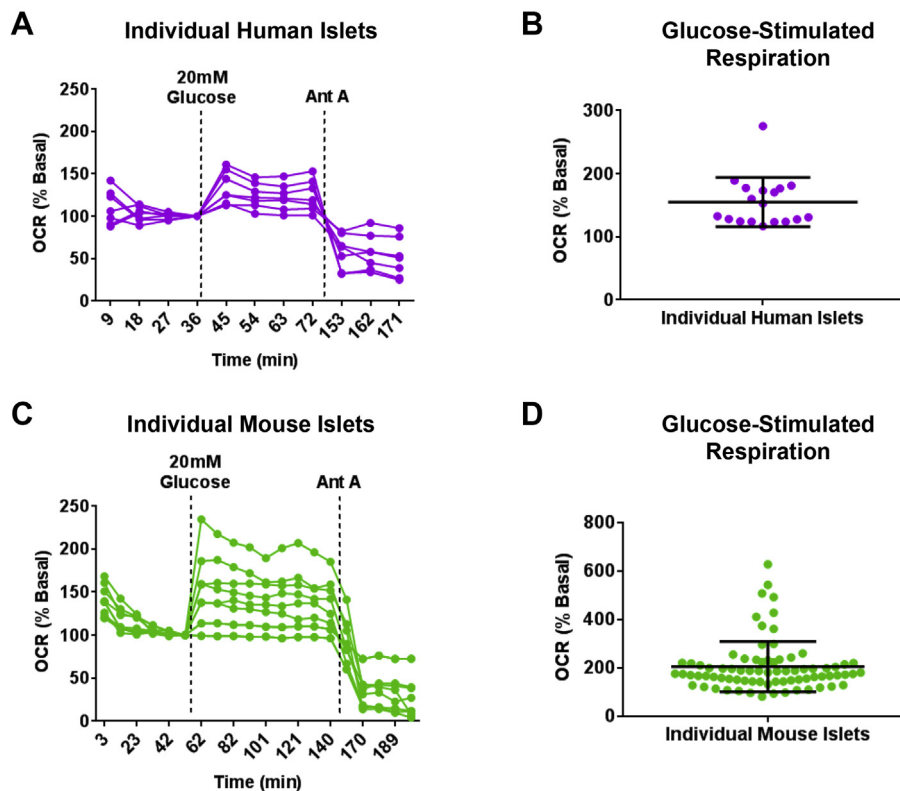 A
Individual Human Islets
20mM
Glucose
Ant A
OCR (% Basal)
250
200
150
100
50
0
9 18 27 36 45 54 63 72 153 162 171
Time (min)
B
Glucose-Stimulated
Respiration
OCR (% Basal)
300
200
100
0
Individual Human Islets
C
Individual Mouse Islets
20mM
Glucose
Ant A
OCR (% Basal)
250
200
150
100
50
0
3 23 42 62 82 101 121 140 170 189
Time (min)
D
Glucose-Stimulated
Respiration
OCR (% Basal)
800
600
400
200
0
Individual Mouse Islets